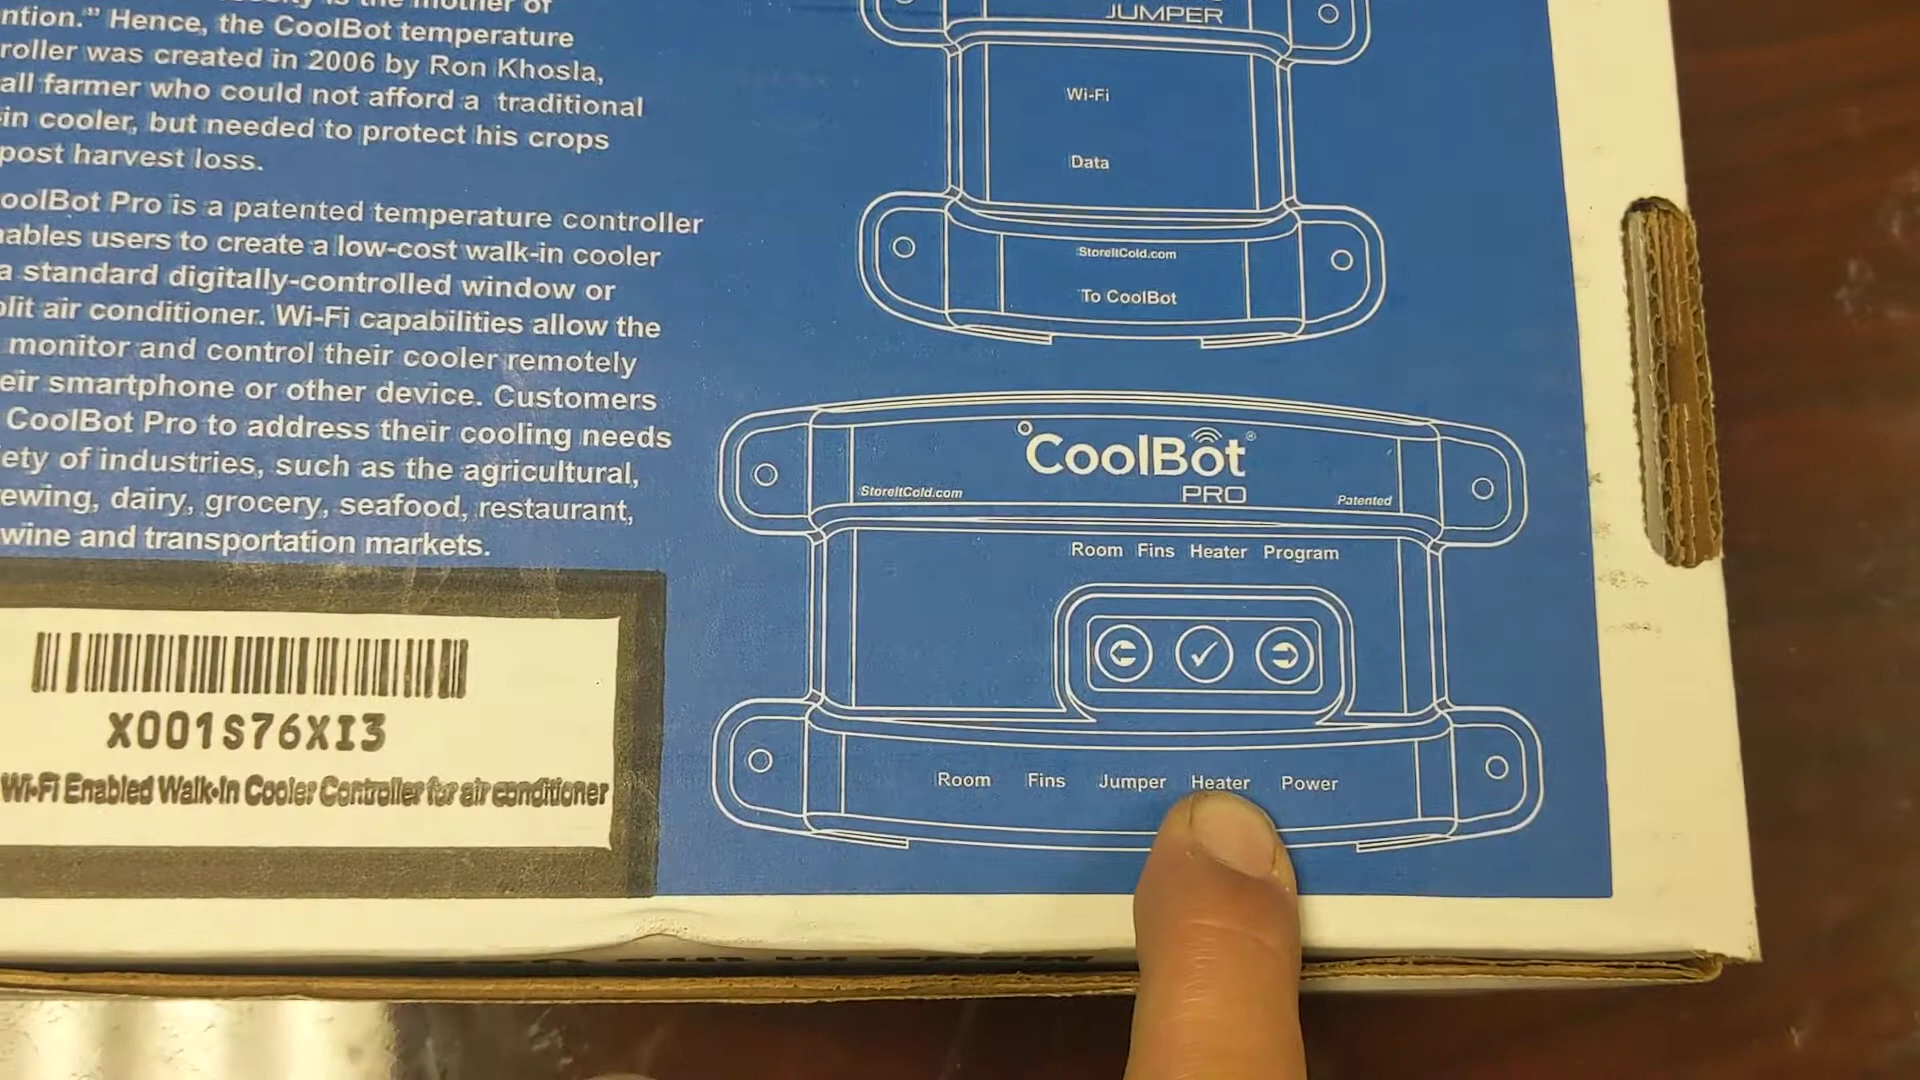 the mother of
ntion." Hence, the CoolBot temperature
roller was created in 2006 by Ron Khosla,
all farmer who could not afford a traditional
in cooler, but needed to protect his crops
post harvest loss.
oolBot Pro is a patented temperature controller
ables users to create a low-cost walk-in cooler
a standard digitally-controlled window or
plit air conditioner. Wi-Fi capabilities allow the
monitor and control their cooler remotely
eir smartphone or other device. Customers
CoolBot Pro to address their cooling needs
ety of industries, such as the agricultural,
ewing, dairy, grocery, seafood, restaurant,
wine and transportation markets.
X001S76XI3
Wi-Fi Enabled Walk-In Cooler Controller for air conditioner
JUMPER
Wi-Fi
Data
StoreItCold.com
To CoolBot
CoolBot®
StoreItCold.com PRO Patented
Room Fins Heater Program
Room Fins Jumper Heater Power